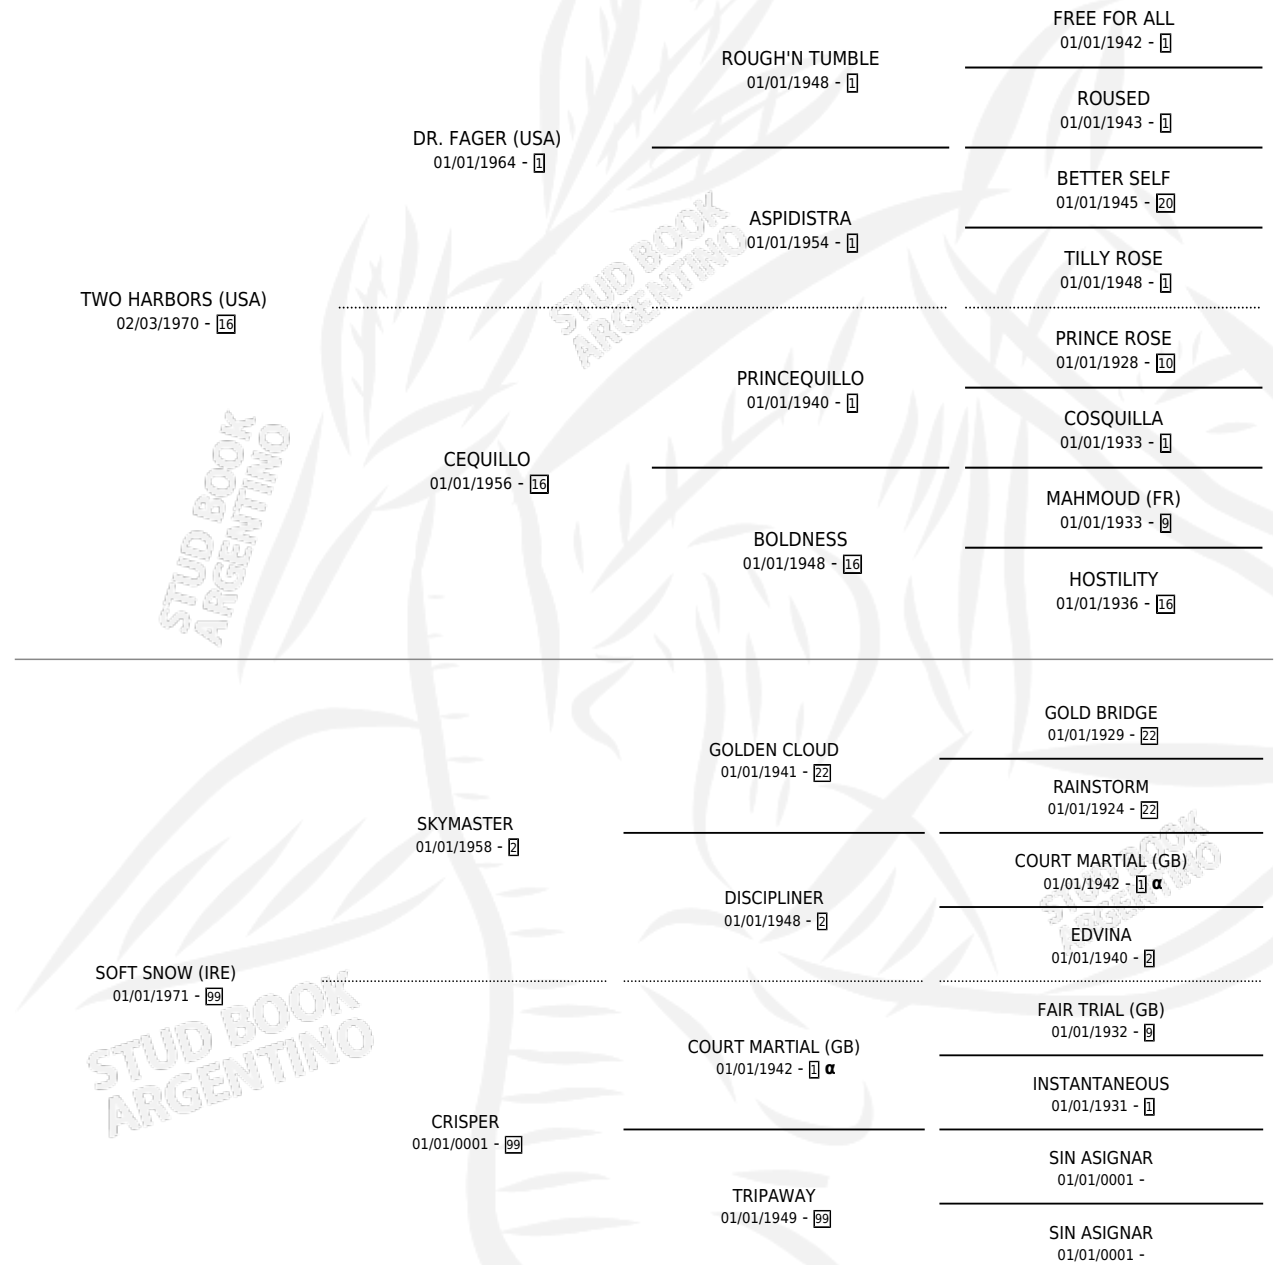 FREE FOR ALL
01/01/1942 - 1
ROUGH'N TUMBLE
01/01/1948 - 1
ROUSED
01/01/1943 - 1
DR. FAGER (USA)
01/01/1964 - 1
BETTER SELF
01/01/1945 - 20
ASPIDISTRA
01/01/1954 - 1
TILLY ROSE
01/01/1948 - 1
STUD BOOK
ARGENTINO
TWO HARBORS (USA)
02/03/1970 - 16
PRINCE ROSE
01/01/1928 - 10
PRINCEQUILLO
01/01/1940 - 1
COSQUILLA
01/01/1933 - 1
CEQUILLO
01/01/1956 - 16
MAHMOUD (FR)
01/01/1933 - 9
BOLDNESS
01/01/1948 - 16
HOSTILITY
01/01/1936 - 16
STUD BOOK
ARGENTINO
GOLD BRIDGE
01/01/1929 - 22
GOLDEN CLOUD
01/01/1941 - 22
RAINSTORM
01/01/1924 - 22
SKYMASTER
01/01/1958 - 2
COURT MARTIAL (GB)
01/01/1942 - 1 α
DISCIPLINER
01/01/1948 - 2
EDVINA
01/01/1940 - 2
STUD BOOK
ARGENTINO
SOFT SNOW (IRE)
01/01/1971 - 99
FAIR TRIAL (GB)
01/01/1932 - 9
COURT MARTIAL (GB)
01/01/1942 - 1 α
INSTANTANEOUS
01/01/1931 - 1
STUD BOOK
ARGENTINO
CRISPER
01/01/0001 - 99
SIN ASIGNAR
01/01/0001 -
TRIPAWAY
01/01/1949 - 99
SIN ASIGNAR
01/01/0001 -